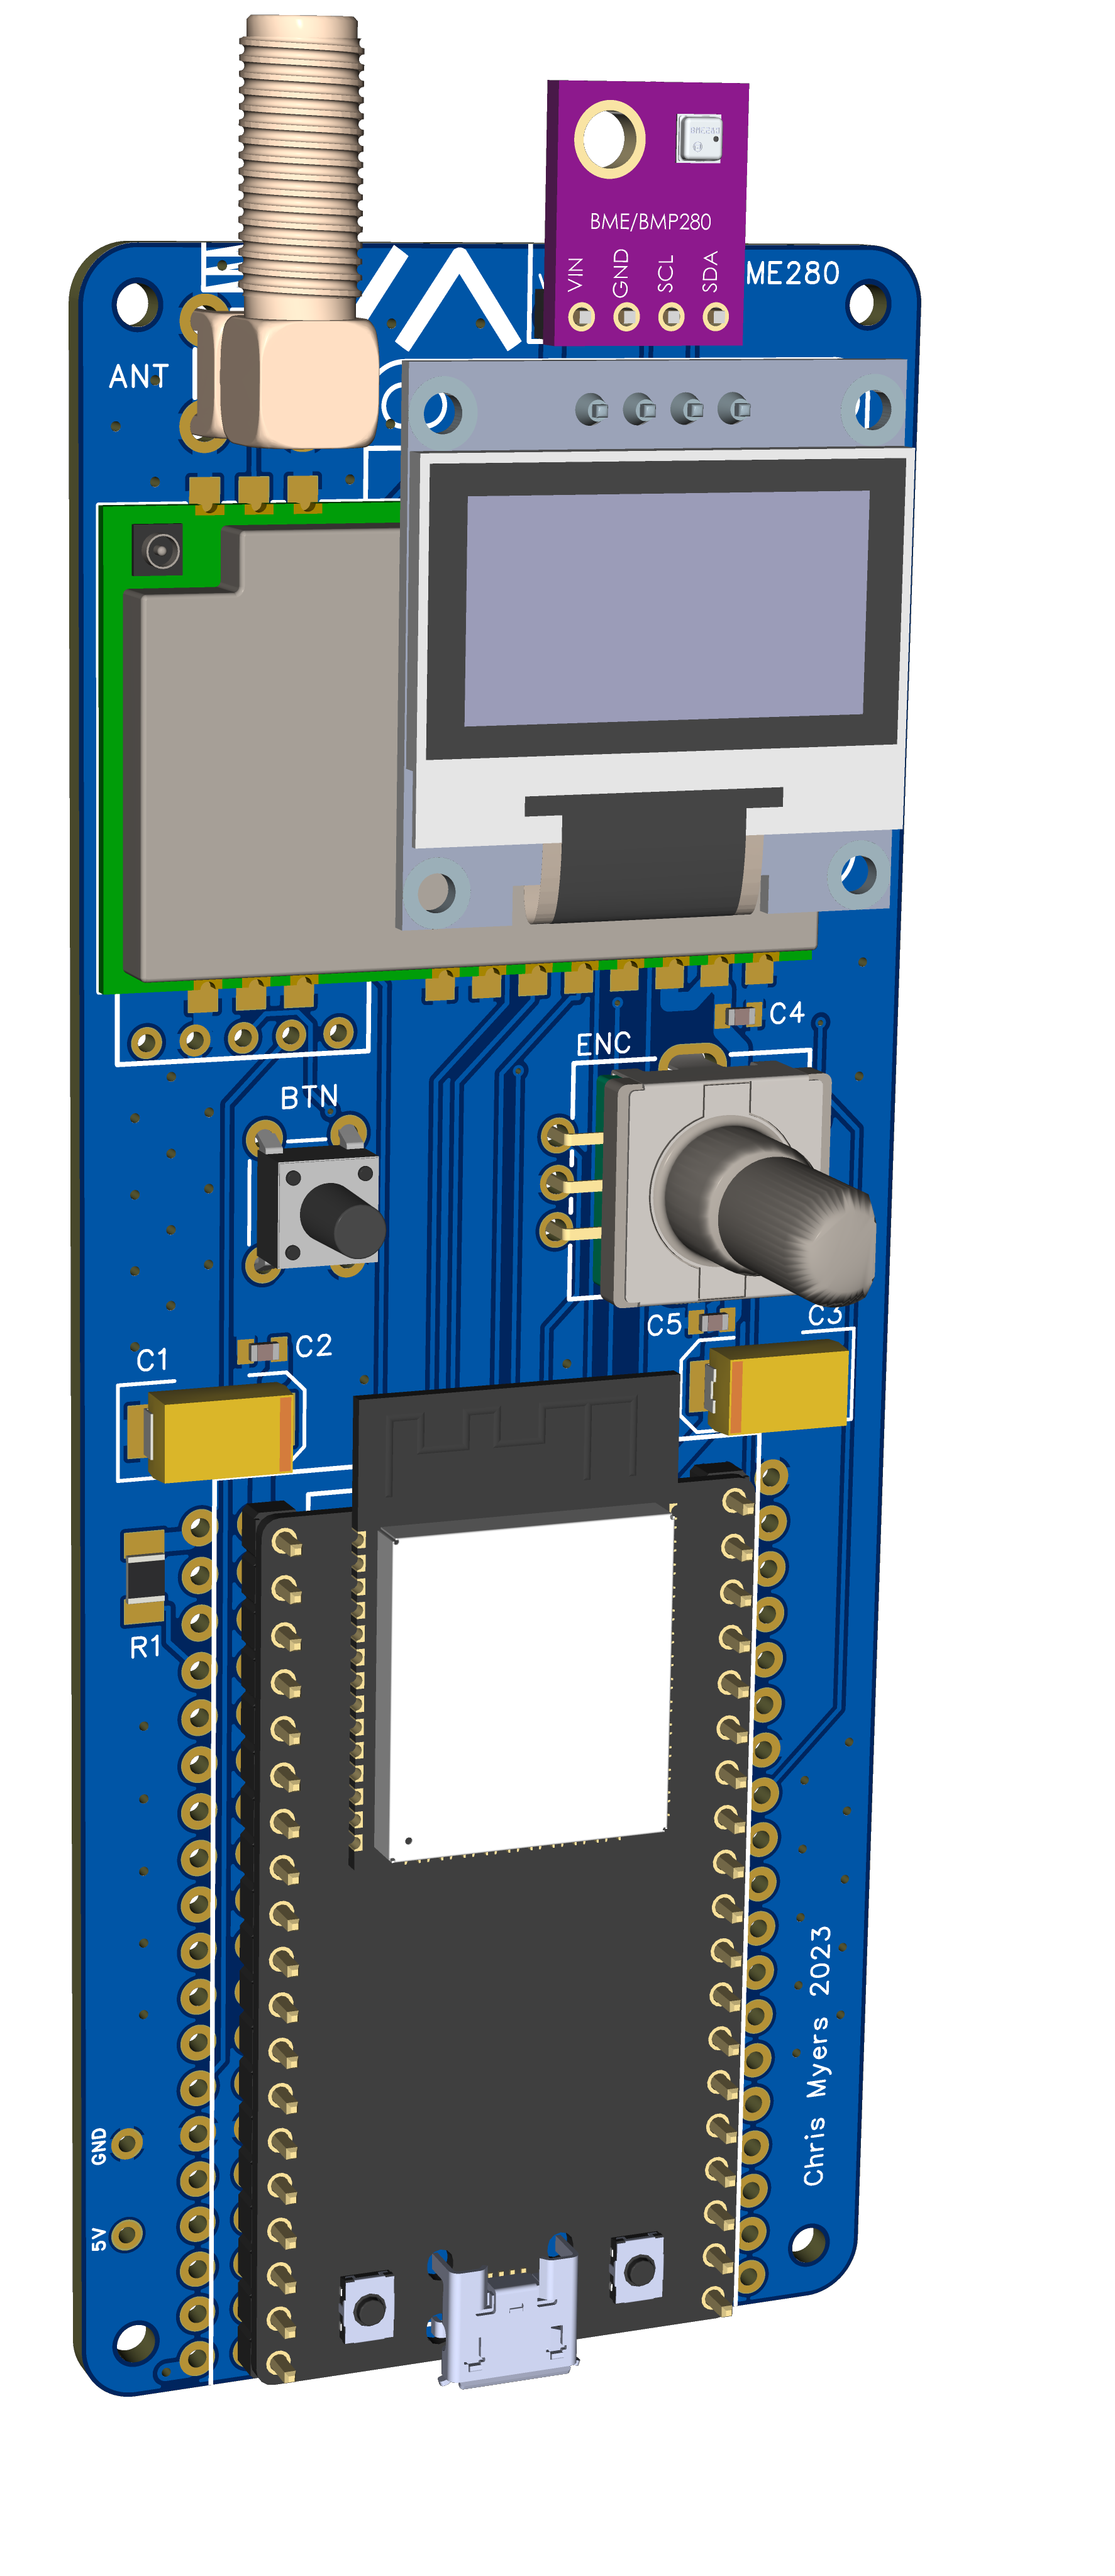 BME280
BME/BMP280
VIN
GND
SCL
SDA
ME280
ANT
C4
ENC
BTN
C5
C3
C2
C1
R1
Chris Myers 2023
GND
5V